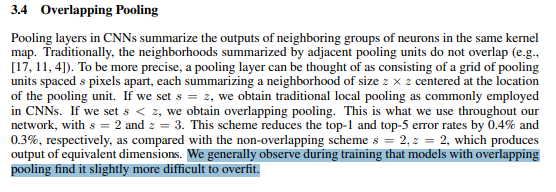 3.4 Overlapping Pooling
Pooling layers in CNNs summarize the outputs of neighboring groups of neurons in the same kernel
map. Traditionally, the neighborhoods summarized by adjacent pooling units do not overlap (e.g.,
[17, 11, 4]). To be more precise, a pooling layer can be thought of as consisting of a grid of pooling
units spaced s pixels apart, each summarizing a neighborhood of size z × z centered at the location
of the pooling unit. If we set s = z, we obtain traditional local pooling as commonly employed
in CNNs. If we set s < z, we obtain overlapping pooling. This is what we use throughout our
network, with s = 2 and z = 3. This scheme reduces the top-1 and top-5 error rates by 0.4% and
0.3%, respectively, as compared with the non-overlapping scheme s = 2, z = 2, which produces
output of equivalent dimensions. We generally observe during training that models with overlapping
pooling find it slightly more difficult to overfit.